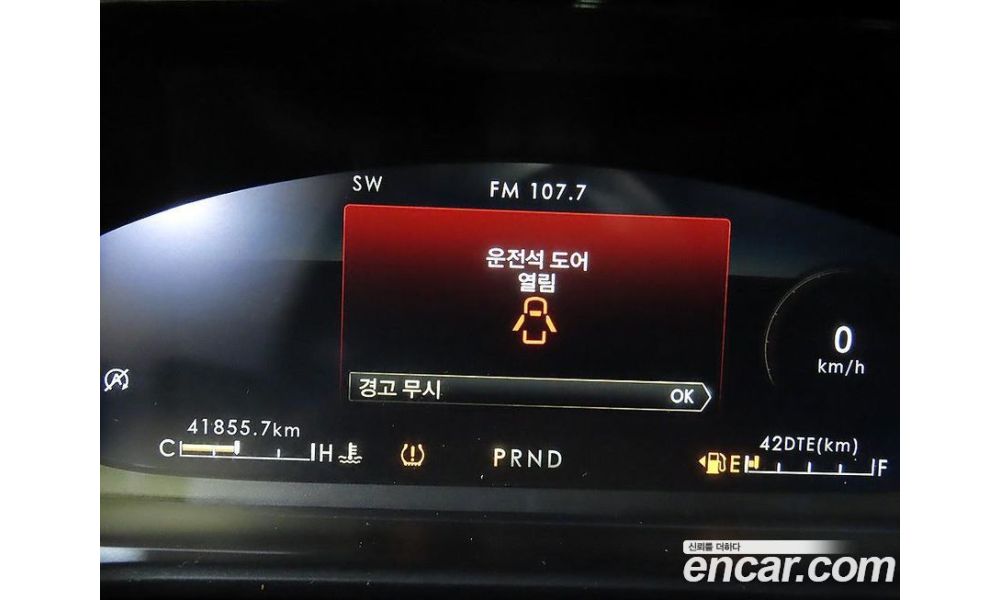 SW
FM 107.7
운전석 도어
열림
0
km/h
경고 무시
OK
41855.7km
C H
PRND
42DTE(km)
E F
신뢰를 더하다
encar.com